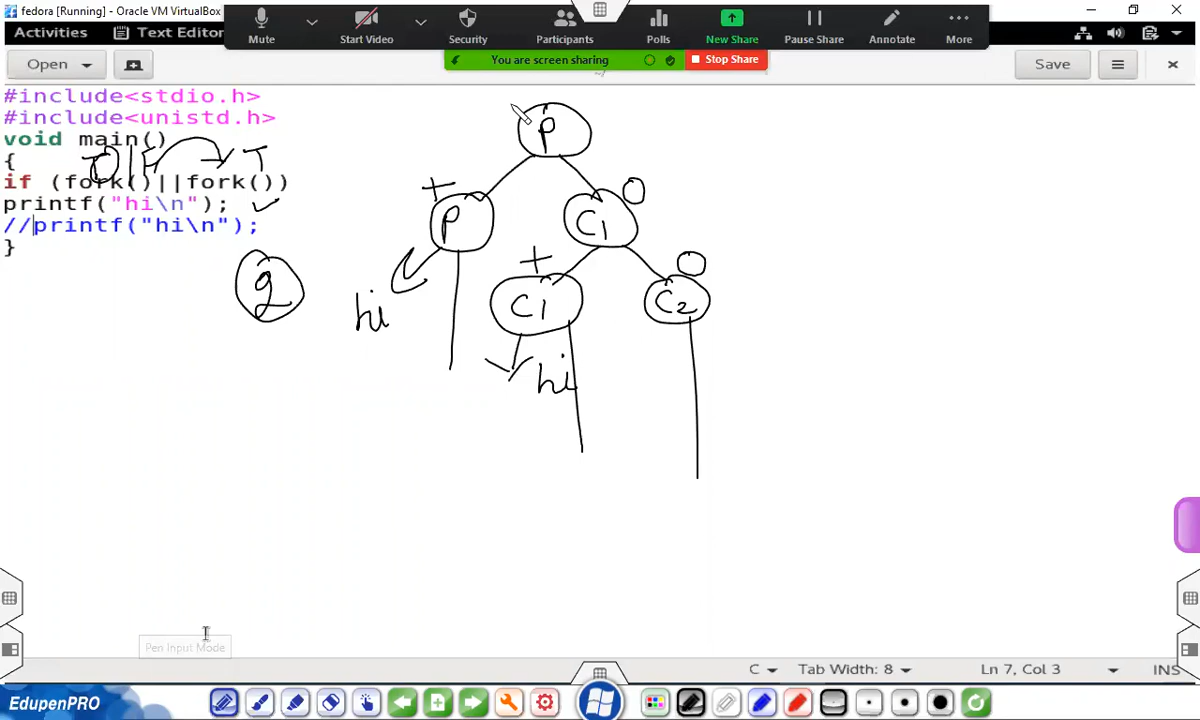 fedora [Running] - Oracle VM VirtualBox
Activities Text Editor
Mute Start Video Security Participants Polls New Share Pause Share Annotate More
You are screen sharing Stop Share
Open Save
#include<stdio.h>
#include<unistd.h>
void main()
{
if (fork()||fork())
printf("hi\n");
//printf("hi\n");
}
T
P
+ 0
P C1
+ 0
hi C1 C2
hi
Pen Input Mode
C Tab Width: 8 Ln 7, Col 3 INS
EdupenPRO